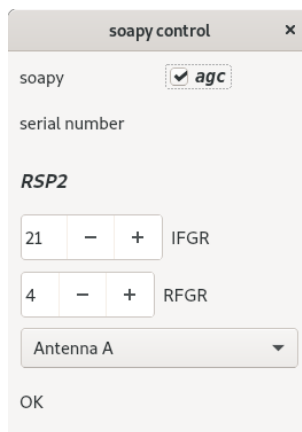 soapy control ×
soapy agc
serial number
RSP2
21 − + IFGR
4 − + RFGR
Antenna A
OK